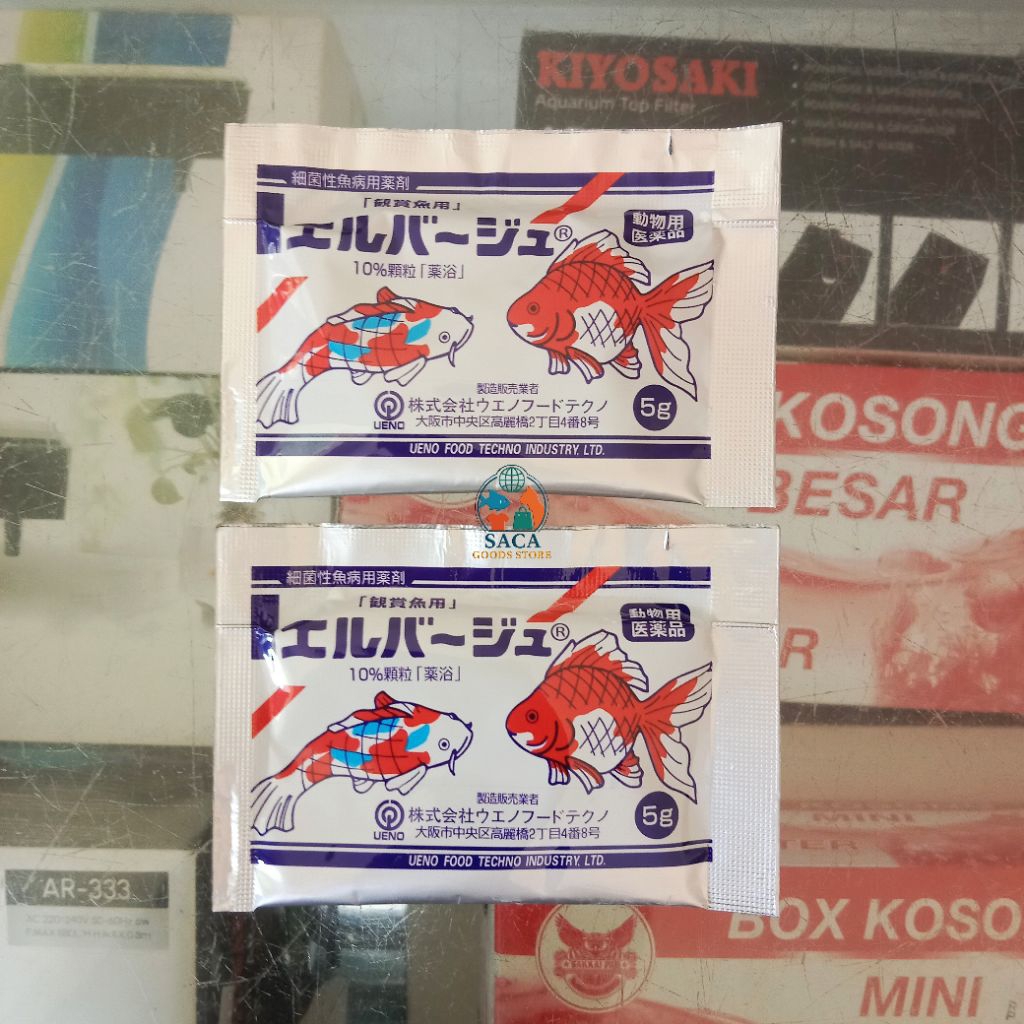 KIYOSAKI
Aquarium Top Filter
細菌性魚病用薬剤
「観賞魚用」
エルバージュ®
動物用
医薬品
10%顆粒「薬浴」
製造販売業者
UENO
株式会社ウエノフードテクノ
大阪市中央区高麗橋2丁目4番8号
5g
UENO FOOD TECHNO INDUSTRY, LTD.
KOSONG
BESAR
SACA
GOODS STORE
細菌性魚病用薬剤
「観賞魚用」
エルバージュ®
動物用
医薬品
10%顆粒「薬浴」
製造販売業者
UENO
株式会社ウエノフードテクノ
大阪市中央区高麗橋2丁目4番8号
5g
UENO FOOD TECHNO INDUSTRY, LTD.
MINI
AR-333
BOX KOSO
MINI